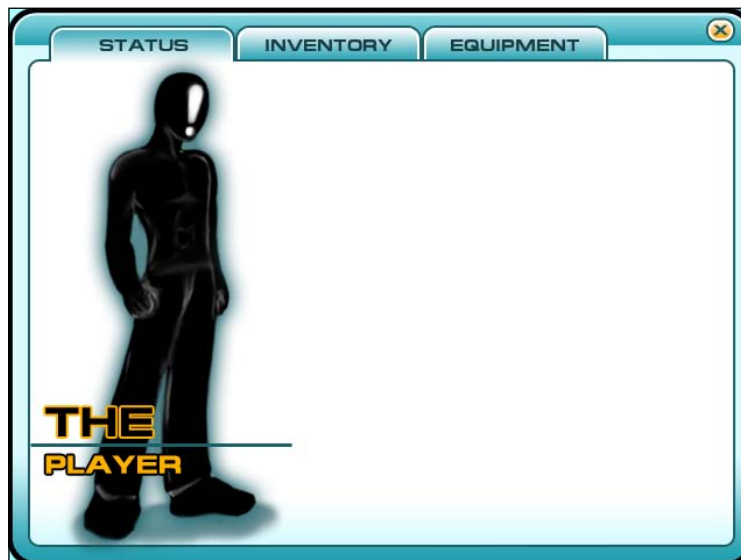 STATUS
INVENTORY
EQUIPMENT
THE
PLAYER